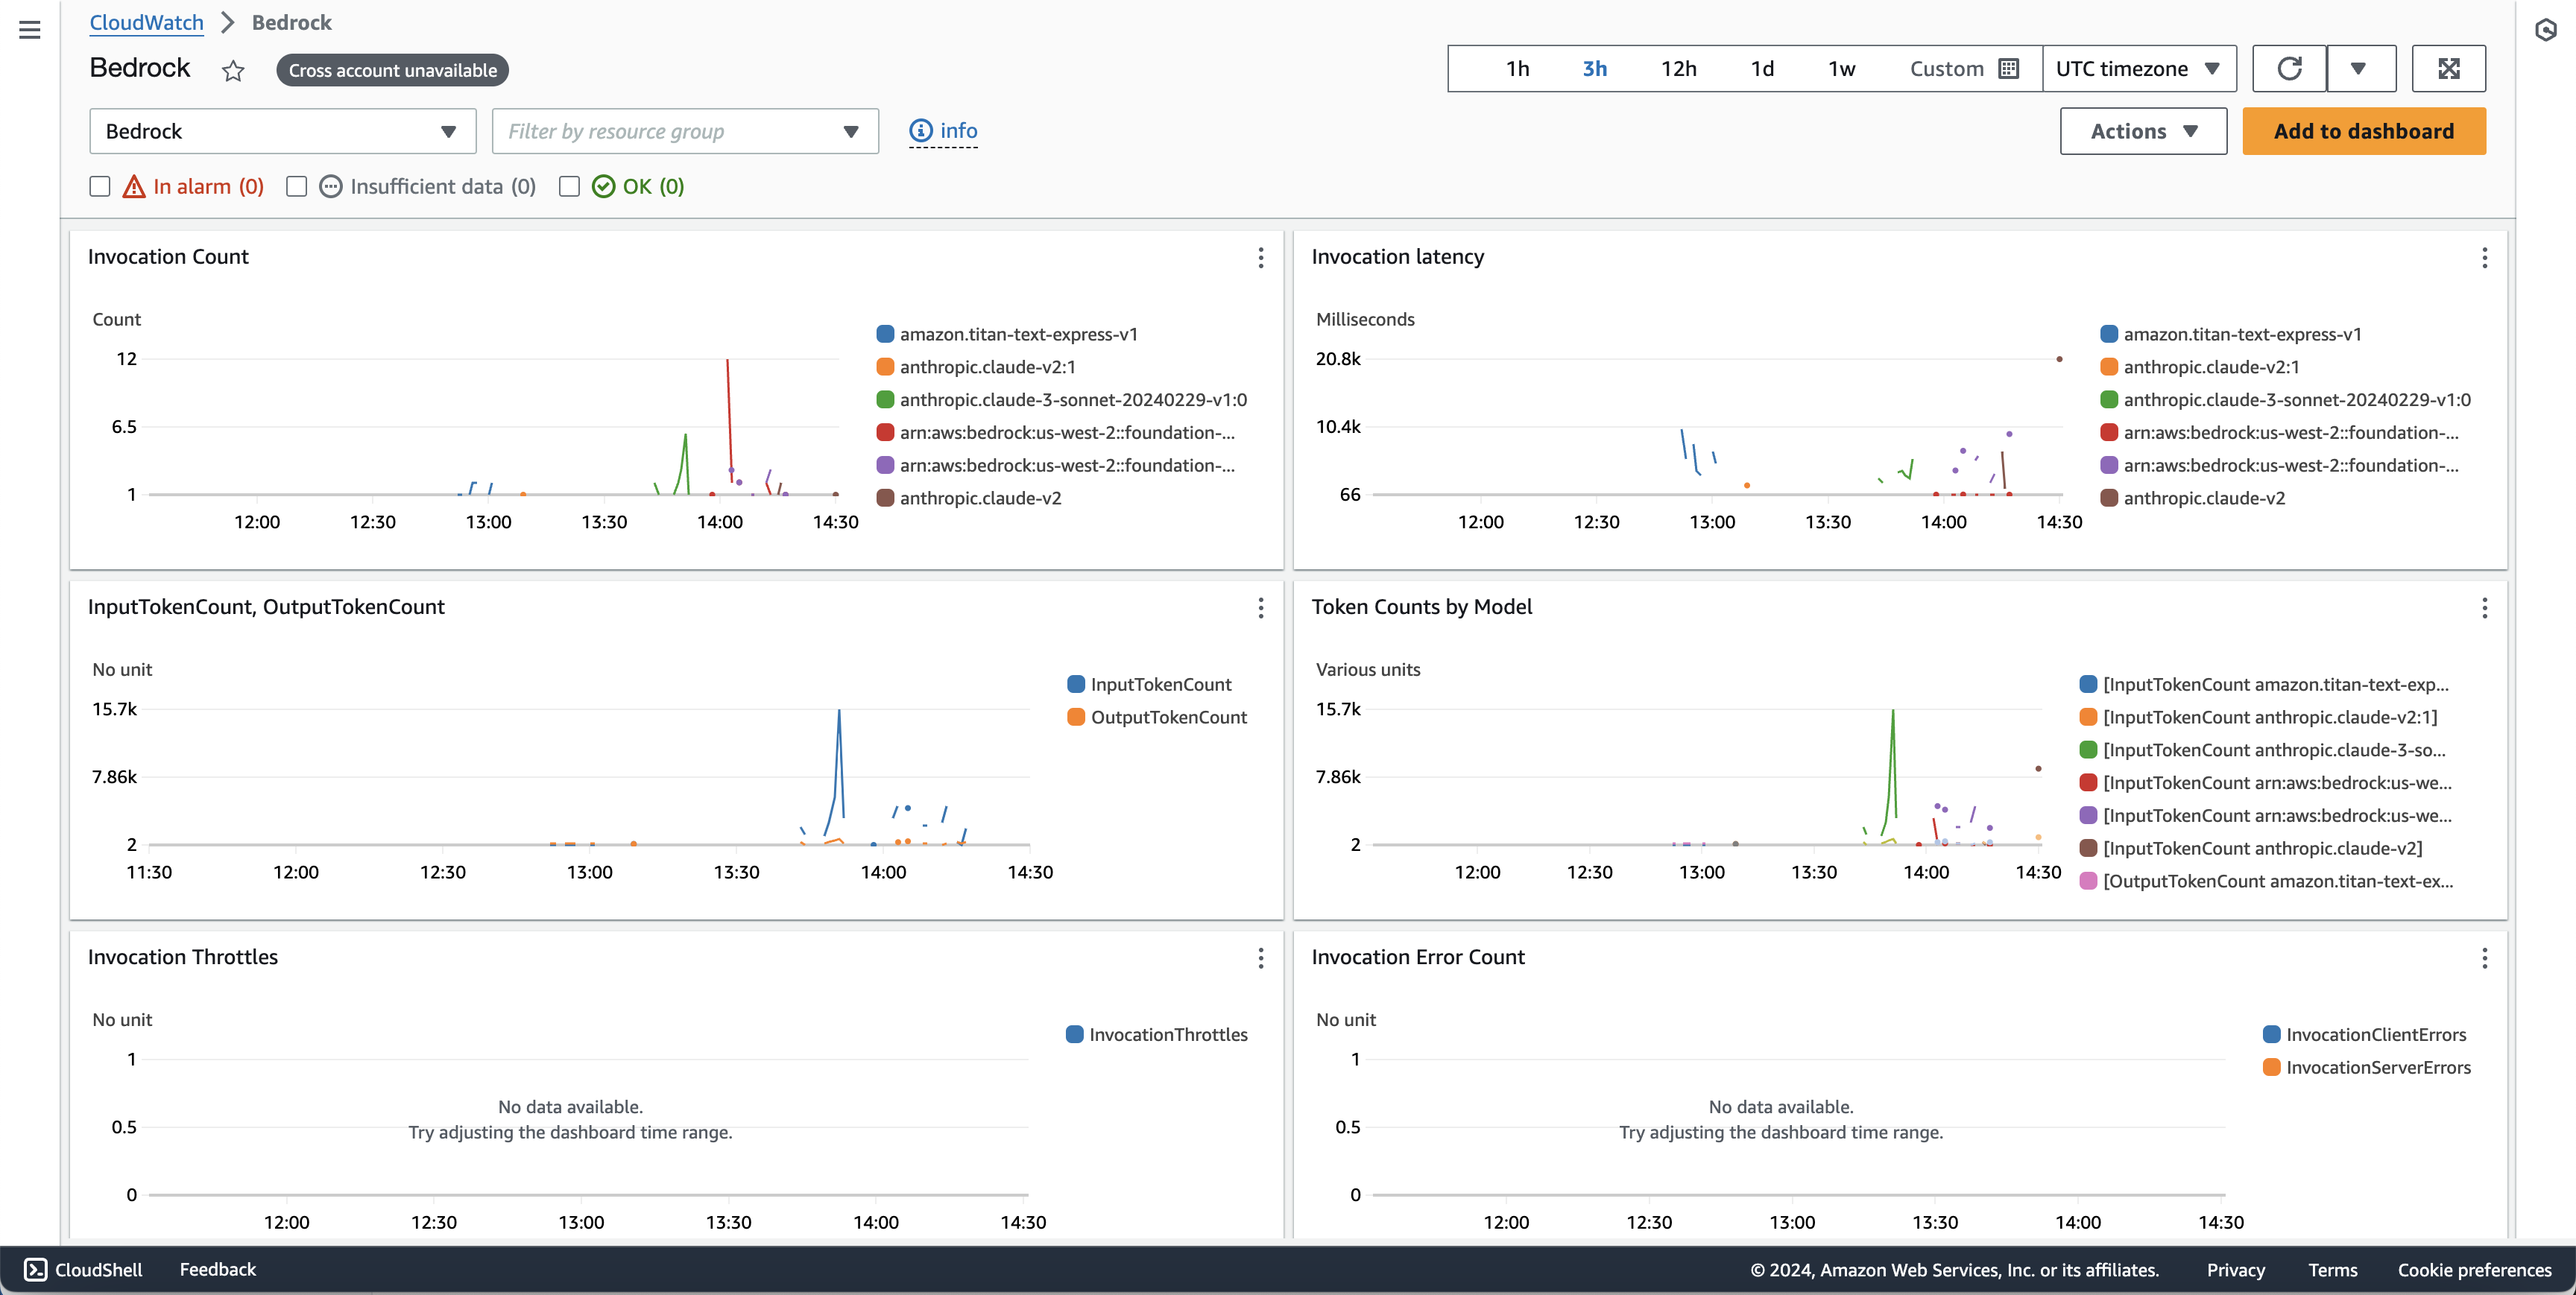 CloudWatch > Bedrock
Bedrock Cross account unavailable
1h 3h 12h 1d 1w Custom UTC timezone
Bedrock Filter by resource group info
Actions Add to dashboard
In alarm (0) Insufficient data (0) OK (0)
Invocation Count
Count
12
6.5
1
12:00 12:30 13:00 13:30 14:00 14:30
amazon.titan-text-express-v1
anthropic.claude-v2:1
anthropic.claude-3-sonnet-20240229-v1:0
arn:aws:bedrock:us-west-2::foundation-...
arn:aws:bedrock:us-west-2::foundation-...
anthropic.claude-v2
Invocation latency
Milliseconds
20.8k
10.4k
66
12:00 12:30 13:00 13:30 14:00 14:30
amazon.titan-text-express-v1
anthropic.claude-v2:1
anthropic.claude-3-sonnet-20240229-v1:0
arn:aws:bedrock:us-west-2::foundation-...
arn:aws:bedrock:us-west-2::foundation-...
anthropic.claude-v2
InputTokenCount, OutputTokenCount
No unit
15.7k
7.86k
2
11:30 12:00 12:30 13:00 13:30 14:00 14:30
InputTokenCount
OutputTokenCount
Token Counts by Model
Various units
15.7k
7.86k
2
12:00 12:30 13:00 13:30 14:00 14:30
[InputTokenCount amazon.titan-text-exp...
[InputTokenCount anthropic.claude-v2:1]
[InputTokenCount anthropic.claude-3-so...
[InputTokenCount arn:aws:bedrock:us-we...
[InputTokenCount arn:aws:bedrock:us-we...
[InputTokenCount anthropic.claude-v2]
[OutputTokenCount amazon.titan-text-ex...
Invocation Throttles
No unit
1
0.5
0
No data available.
Try adjusting the dashboard time range.
12:00 12:30 13:00 13:30 14:00 14:30
InvocationThrottles
Invocation Error Count
No unit
1
0.5
0
No data available.
Try adjusting the dashboard time range.
12:00 12:30 13:00 13:30 14:00 14:30
InvocationClientErrors
InvocationServerErrors
CloudShell Feedback © 2024, Amazon Web Services, Inc. or its affiliates. Privacy Terms Cookie preferences